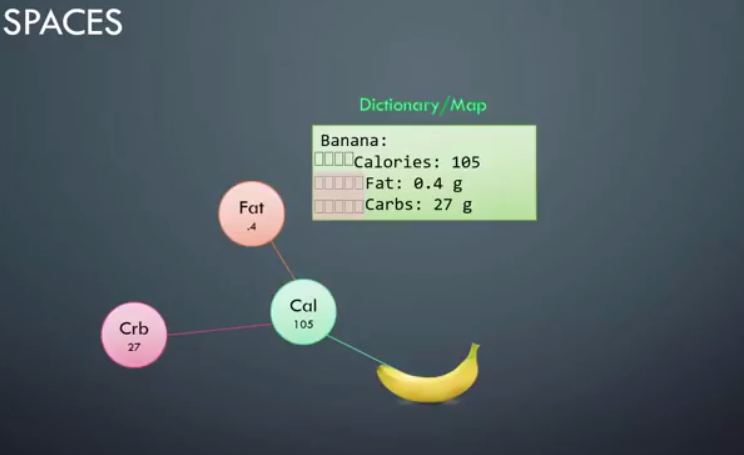 SPACES
Dictionary/Map
Banana:
Calories: 105
Fat: 0.4 g
Carbs: 27 g
Fat
.4
Cal
105
Crb
27